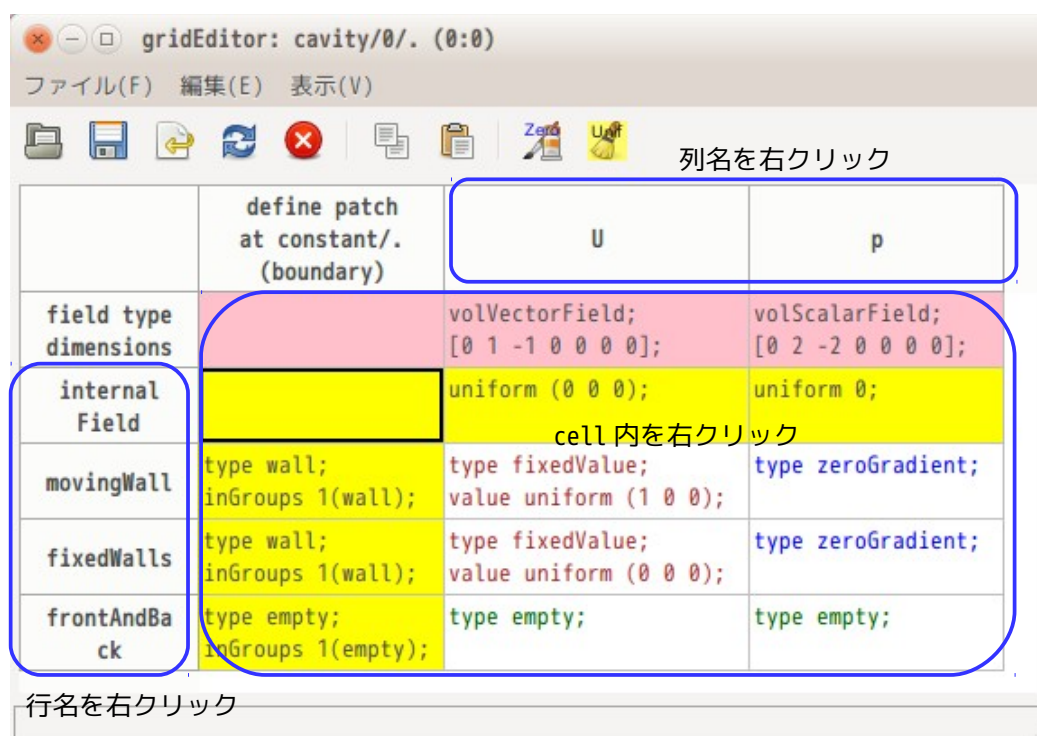 gridEditor: cavity/0/. (0:0)
ファイル(F) 編集(E) 表示(V)
Zero
Unif
列名を右クリック
define patch
at constant/.
(boundary)
U
p
field type
dimensions
volVectorField;
[0 1 -1 0 0 0 0];
volScalarField;
[0 2 -2 0 0 0 0];
internal
Field
uniform (0 0 0);
uniform 0;
cell 内を右クリック
movingWall
type wall;
inGroups 1(wall);
type fixedValue;
value uniform (1 0 0);
type zeroGradient;
fixedWalls
type wall;
inGroups 1(wall);
type fixedValue;
value uniform (0 0 0);
type zeroGradient;
frontAndBa
ck
type empty;
inGroups 1(empty);
type empty;
type empty;
行名を右クリック